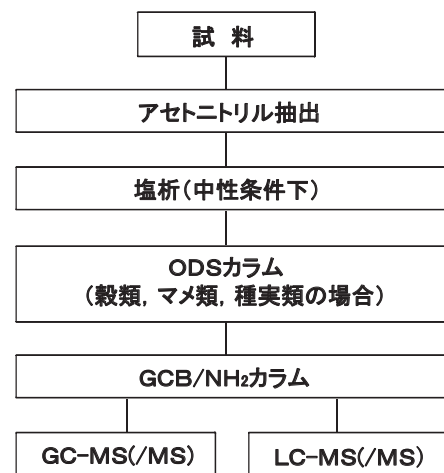 試 料
アセトニトリル抽出
塩析(中性条件下)
ODSカラム
(穀類,マメ類,種実類の場合)
GCB/NH₂カラム
GC-MS(/MS)
LC-MS(/MS)